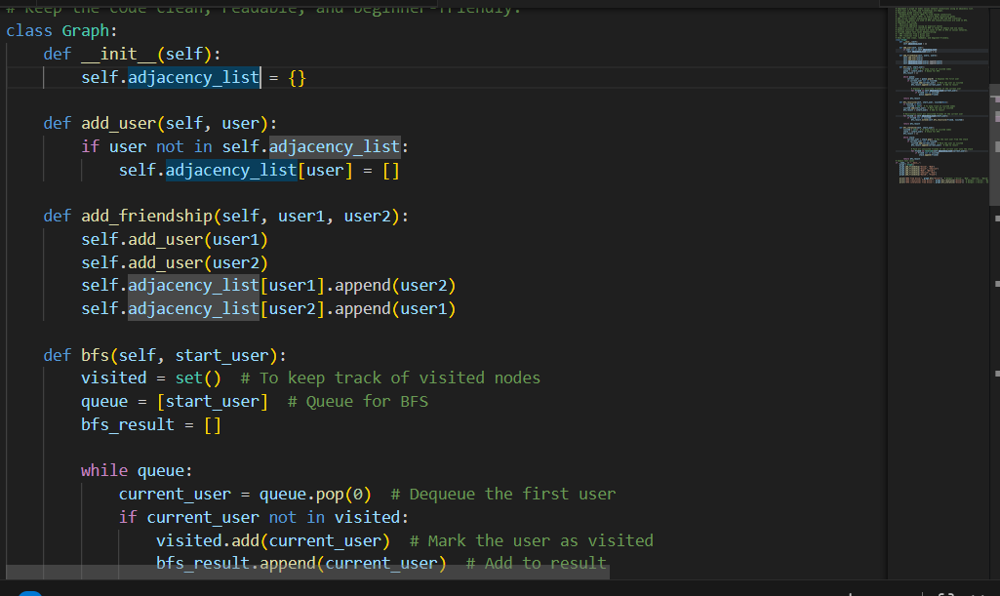 # Keep the code clean, readable, and beginner-friendly.
class Graph:
    def __init__(self):
        self.adjacency_list = {}

    def add_user(self, user):
        if user not in self.adjacency_list:
            self.adjacency_list[user] = []

    def add_friendship(self, user1, user2):
        self.add_user(user1)
        self.add_user(user2)
        self.adjacency_list[user1].append(user2)
        self.adjacency_list[user2].append(user1)

    def bfs(self, start_user):
        visited = set()  # To keep track of visited nodes
        queue = [start_user]  # Queue for BFS
        bfs_result = []

        while queue:
            current_user = queue.pop(0)  # Dequeue the first user
            if current_user not in visited:
                visited.add(current_user)  # Mark the user as visited
                bfs_result.append(current_user)  # Add to result